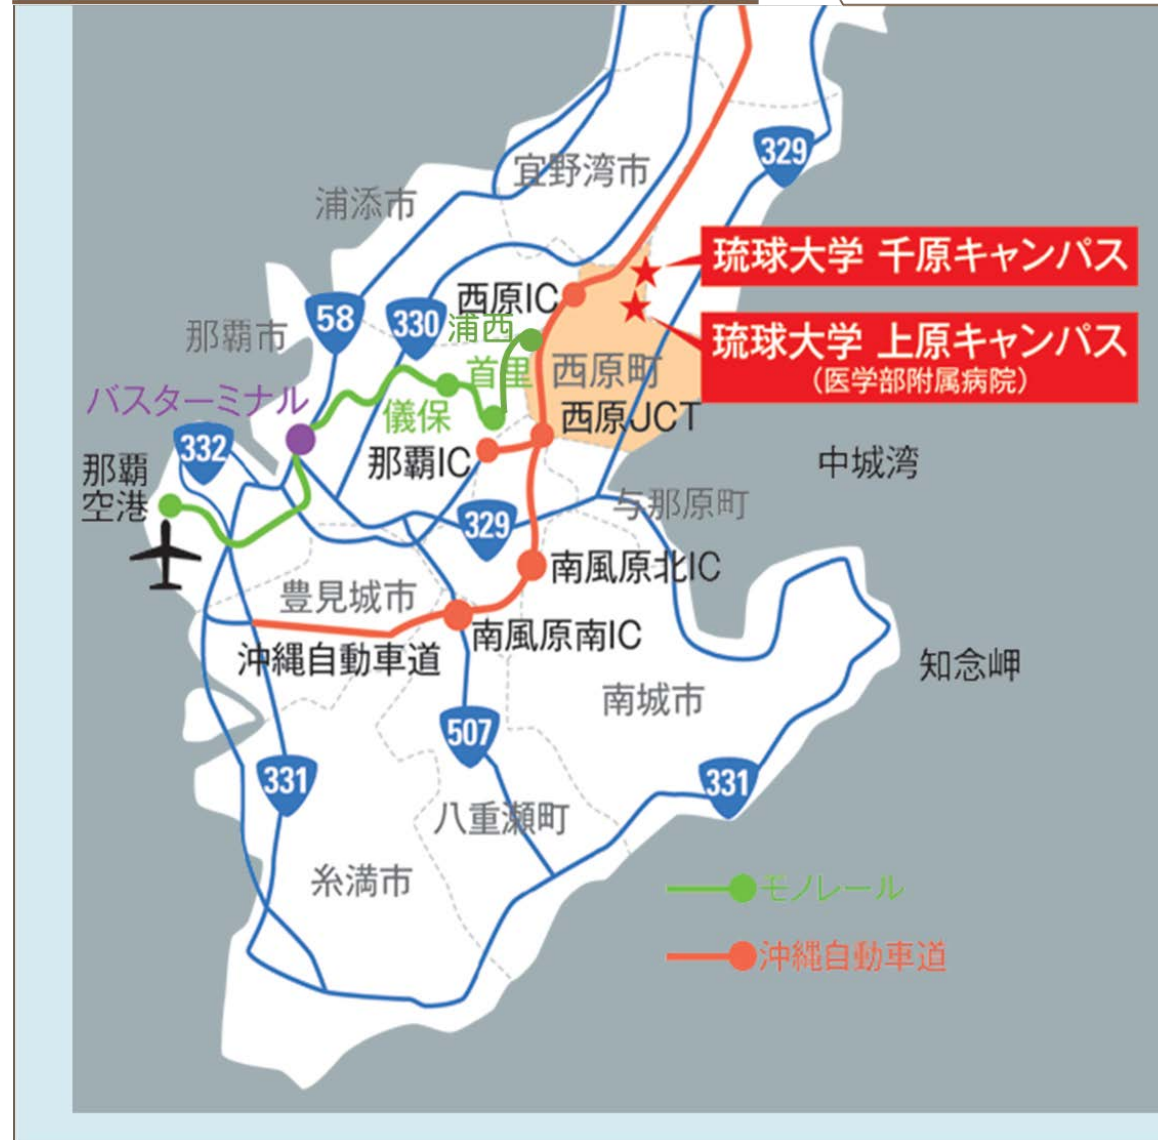 329
宜野湾市
浦添市
琉球大学 千原キャンパス
西原IC
58
330
浦西
那覇市
琉球大学 上原キャンパス
(医学部附属病院)
首里
西原町
バスターミナル
儀保
西原JCT
332
那覇IC
中城湾
那覇
空港
329
与那原町
南風原北IC
豊見城市
南風原南IC
沖縄自動車道
知念岬
南城市
507
331
331
八重瀬町
糸満市
モノレール
沖縄自動車道